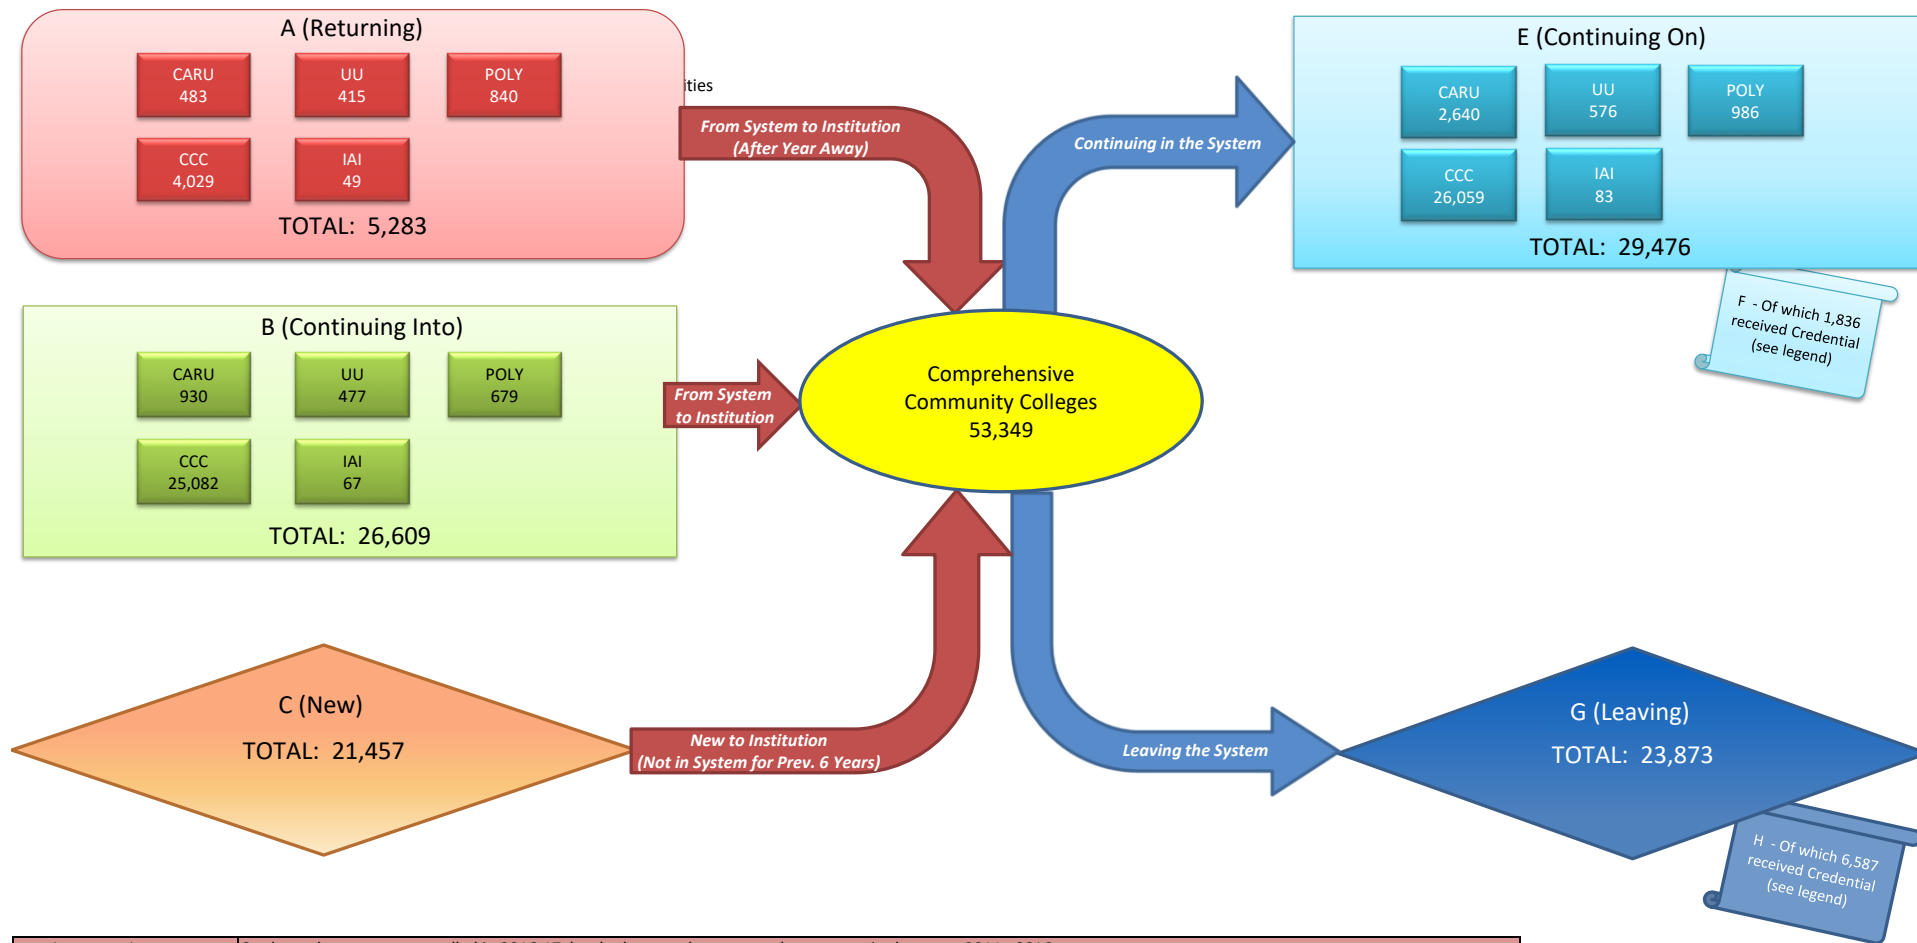 A (Returning)
CARU
483
UU
415
POLY
840
CCC
4,029
IAI
49
TOTAL: 5,283
ities
From System to Institution
(After Year Away)
B (Continuing Into)
CARU
930
UU
477
POLY
679
CCC
25,082
IAI
67
TOTAL: 26,609
From System
to Institution
C (New)
TOTAL: 21,457
New to Institution
(Not in System for Prev. 6 Years)
Comprehensive
Community Colleges
53,349
Continuing in the System
E (Continuing On)
CARU
2,640
UU
576
POLY
986
CCC
26,059
IAI
83
TOTAL: 29,476
F - Of which 1,836
received Credential
(see legend)
Leaving the System
G (Leaving)
TOTAL: 23,873
H - Of which 6,587
received Credential
(see legend)